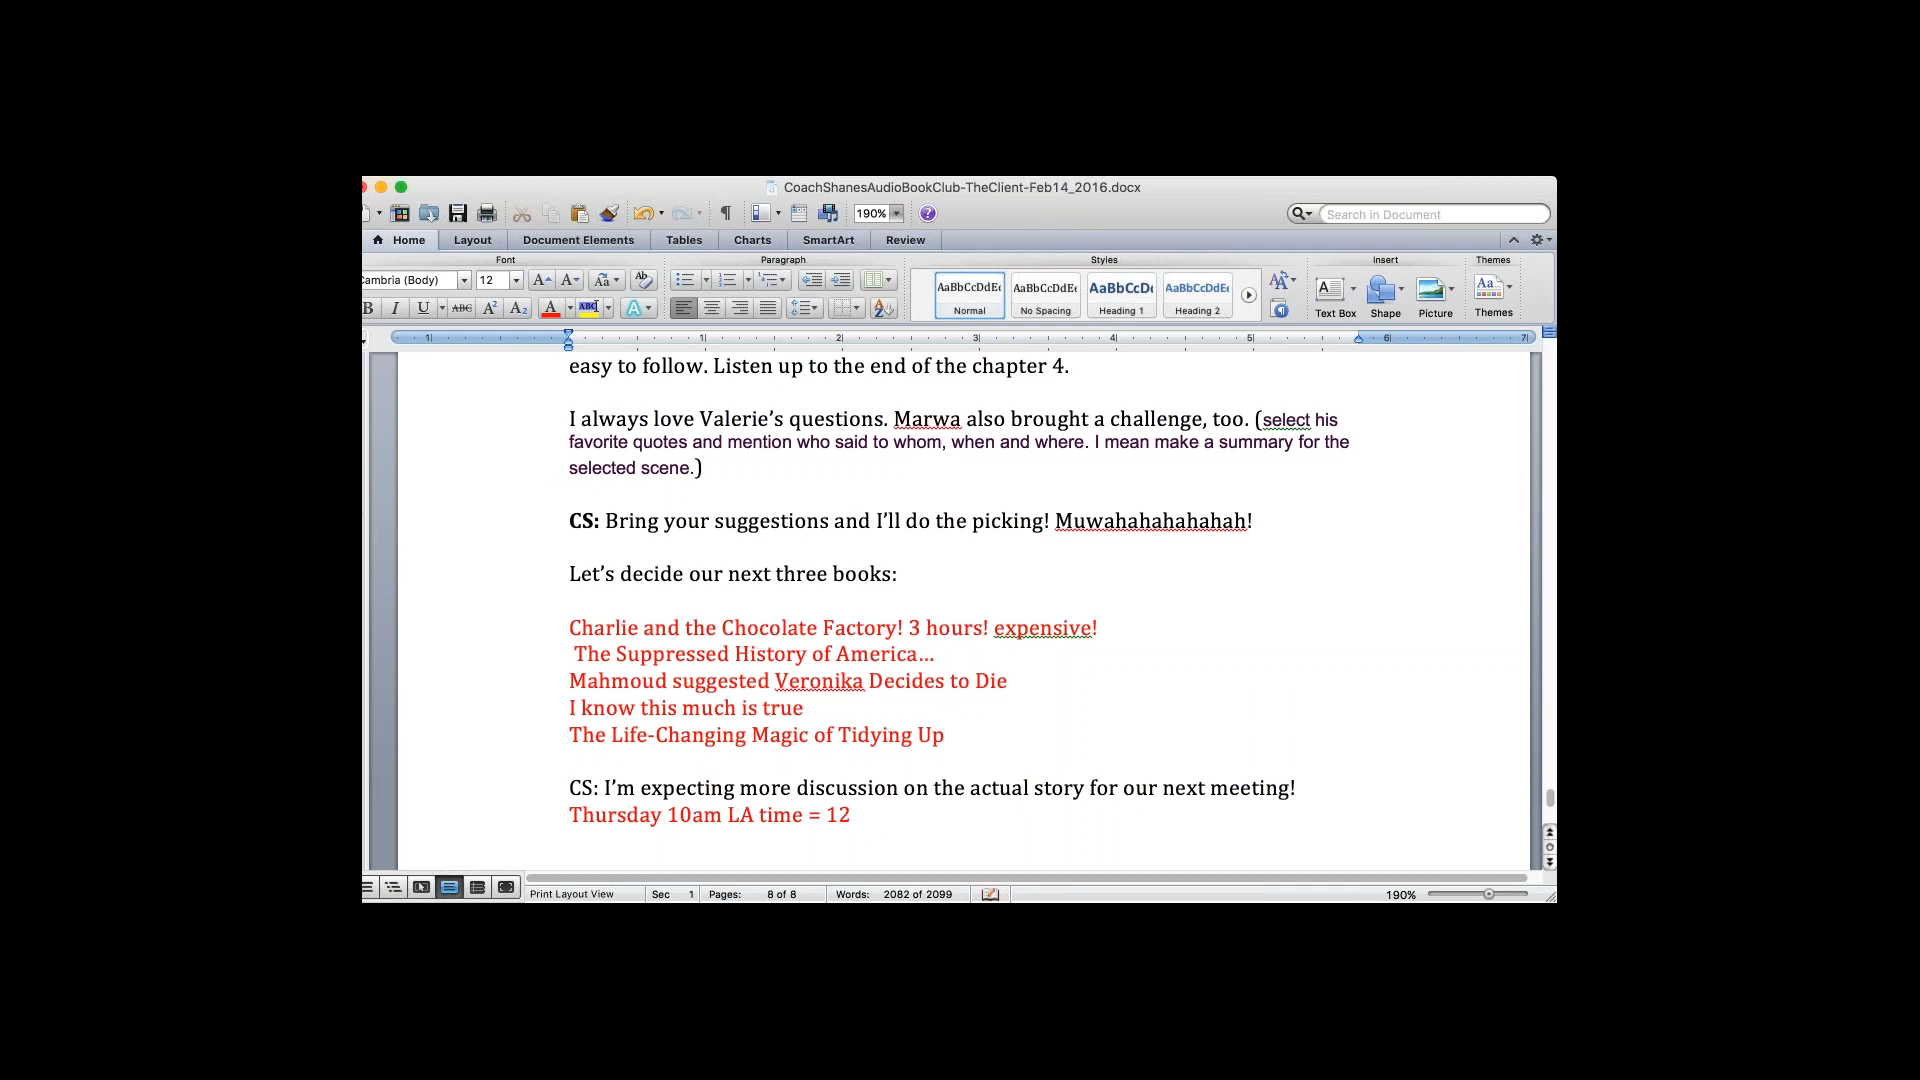 CoachShanesAudioBookClub-TheClient-Feb14_2016.docx
190%
Search in Document
Home Layout Document Elements Tables Charts SmartArt Review
Font Paragraph Styles Insert Themes
Cambria (Body) 12
AaBbCcDdEe AaBbCcDdEe AaBbCcDc AaBbCcDdEe
Normal No Spacing Heading 1 Heading 2
Text Box Shape Picture Themes
easy to follow. Listen up to the end of the chapter 4.
I always love Valerie’s questions. Marwa also brought a challenge, too. (select his
favorite quotes and mention who said to whom, when and where. I mean make a summary for the
selected scene.)
CS: Bring your suggestions and I’ll do the picking! Muwahahahahahah!
Let’s decide our next three books:
Charlie and the Chocolate Factory! 3 hours! expensive!
The Suppressed History of America…
Mahmoud suggested Veronika Decides to Die
I know this much is true
The Life-Changing Magic of Tidying Up
CS: I’m expecting more discussion on the actual story for our next meeting!
Thursday 10am LA time = 12
Print Layout View Sec 1 Pages: 8 of 8 Words: 2082 of 2099 190%